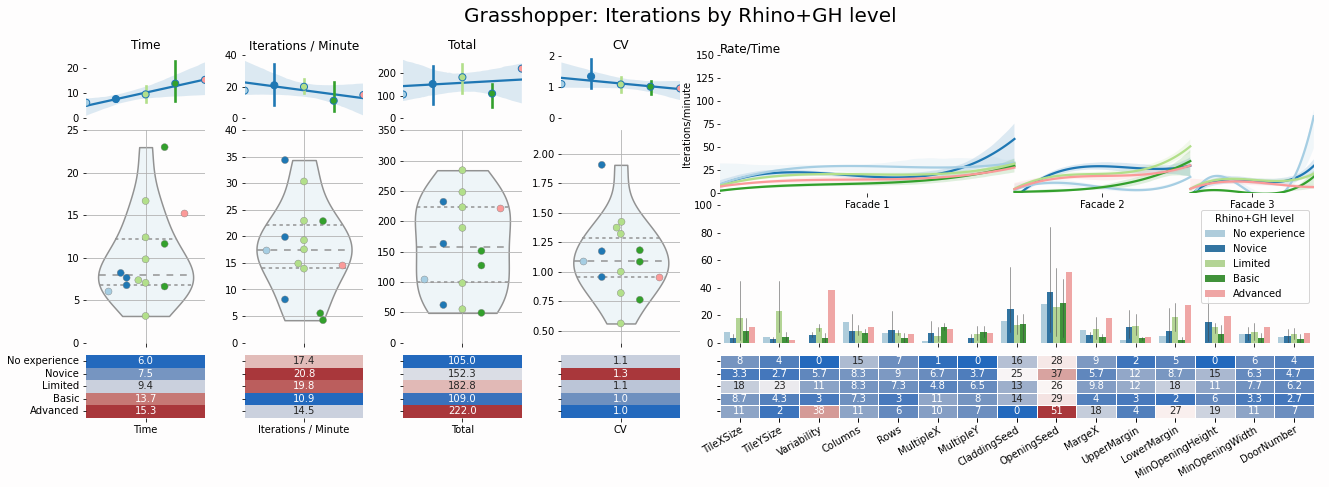 Grasshopper: Iterations by Rhino+GH level
Time
Iterations / Minute
Total
CV
Rate/Time
20
10
0
40
20
0
200
100
0
2
1
0
150
125
100
75
50
25
0
Iterations/minute
Facade 1
Facade 2
Facade 3
25
20
15
10
5
0
40
35
30
25
20
15
10
5
0
350
300
250
200
150
100
50
0
2.00
1.75
1.50
1.25
1.00
0.75
0.50
100
80
60
40
20
0
Rhino+GH level
No experience
Novice
Limited
Basic
Advanced
No experience 6.0 17.4 105.0 1.1 8 4 0 15 7 1 0 16 28 9 2 5 0 6 4
Novice 7.5 20.8 152.3 1.3 3.3 2.7 5.7 8.3 9 6.7 3.7 25 37 5.7 12 8.7 15 6.3 4.7
Limited 9.4 19.8 182.8 1.1 18 23 11 8.3 7.3 4.8 6.5 13 26 9.8 12 18 11 7.7 6.2
Basic 13.7 10.9 109.0 1.0 8.7 4.3 3 7.3 3 11 8 14 29 4 3 2 6 3.3 2.7
Advanced 15.3 14.5 222.0 1.0 11 2 38 11 6 10 7 0 51 18 4 27 19 11 7
Time
Iterations / Minute
Total
CV
TileXSize
TileYSize
Variability
Columns
Rows
MultipleX
MultipleY
CladdingSeed
OpeningSeed
MargeX
UpperMargin
LowerMargin
MinOpeningHeight
MinOpeningWidth
DoorNumber